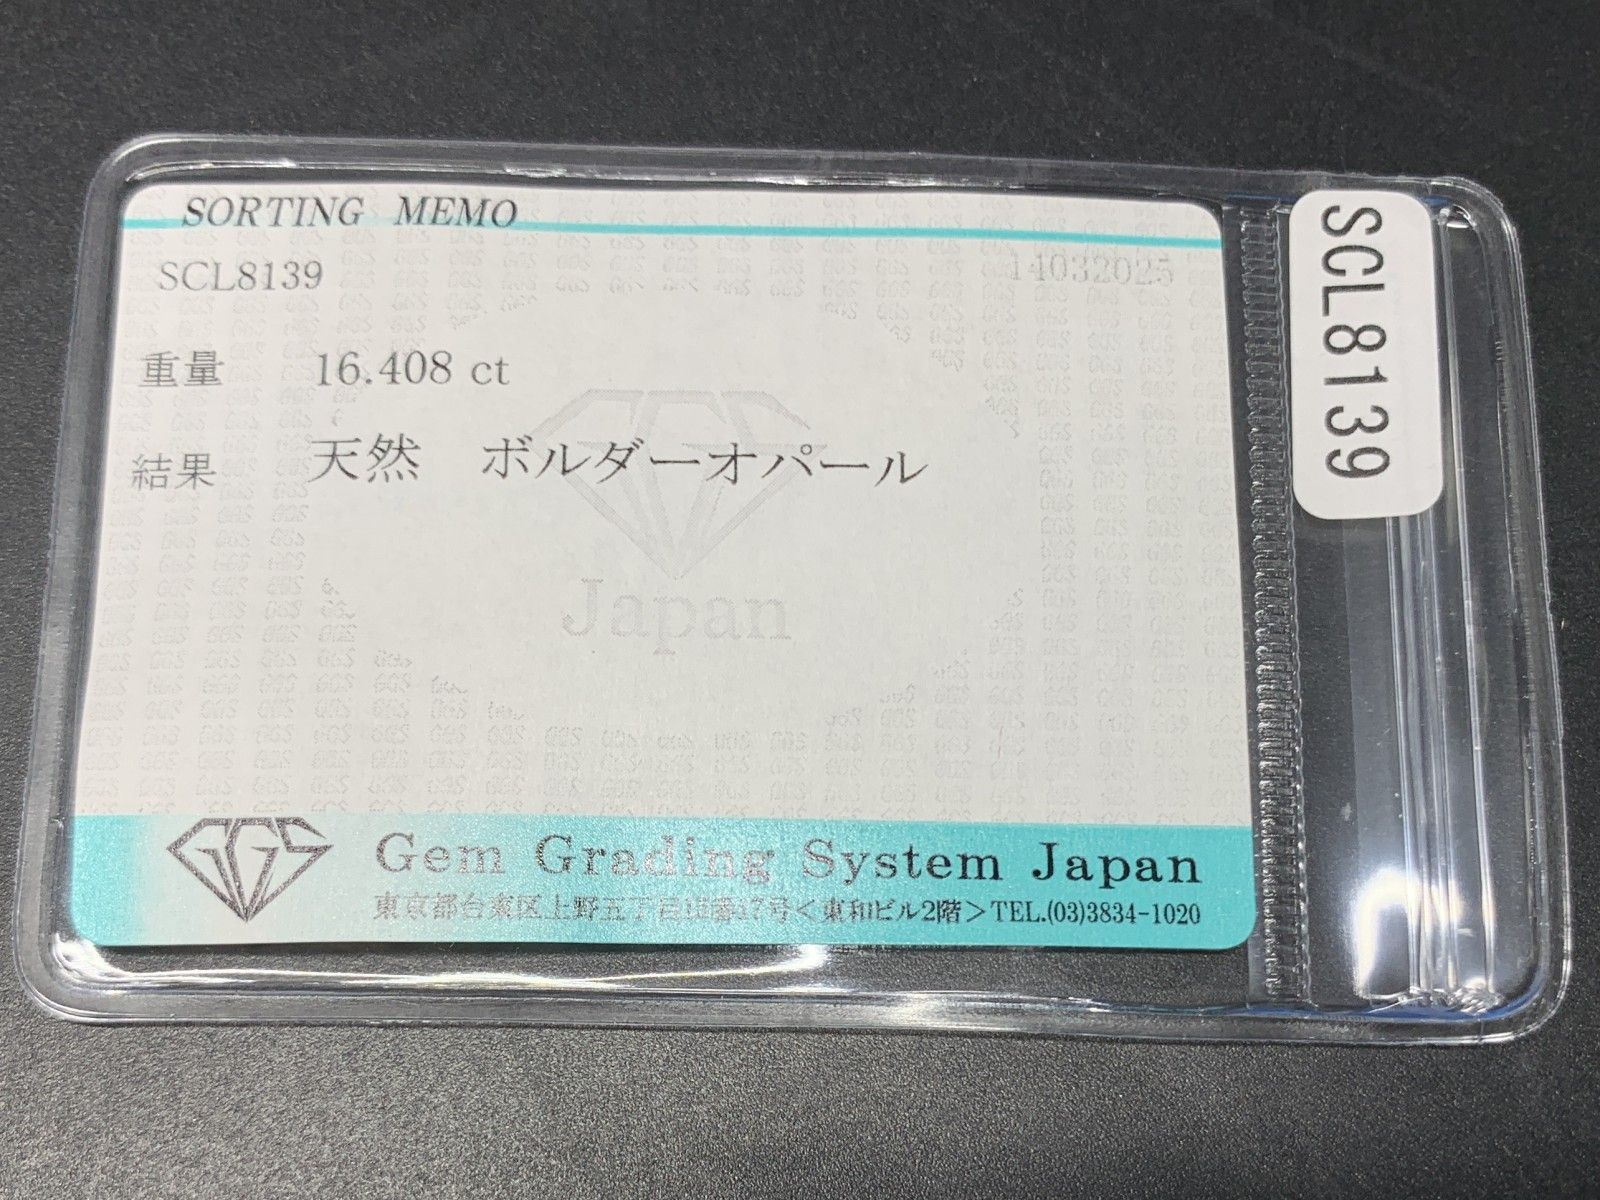 SORTING MEMO
SCL8139
14032025
重量 16.408 ct
結果 天然 ボルダーオパール
Japan
GGS Gem Grading System Japan
東京都台東区上野五丁目15番17号<東和ビル2階>TEL.(03)3834-1020
SCL8139